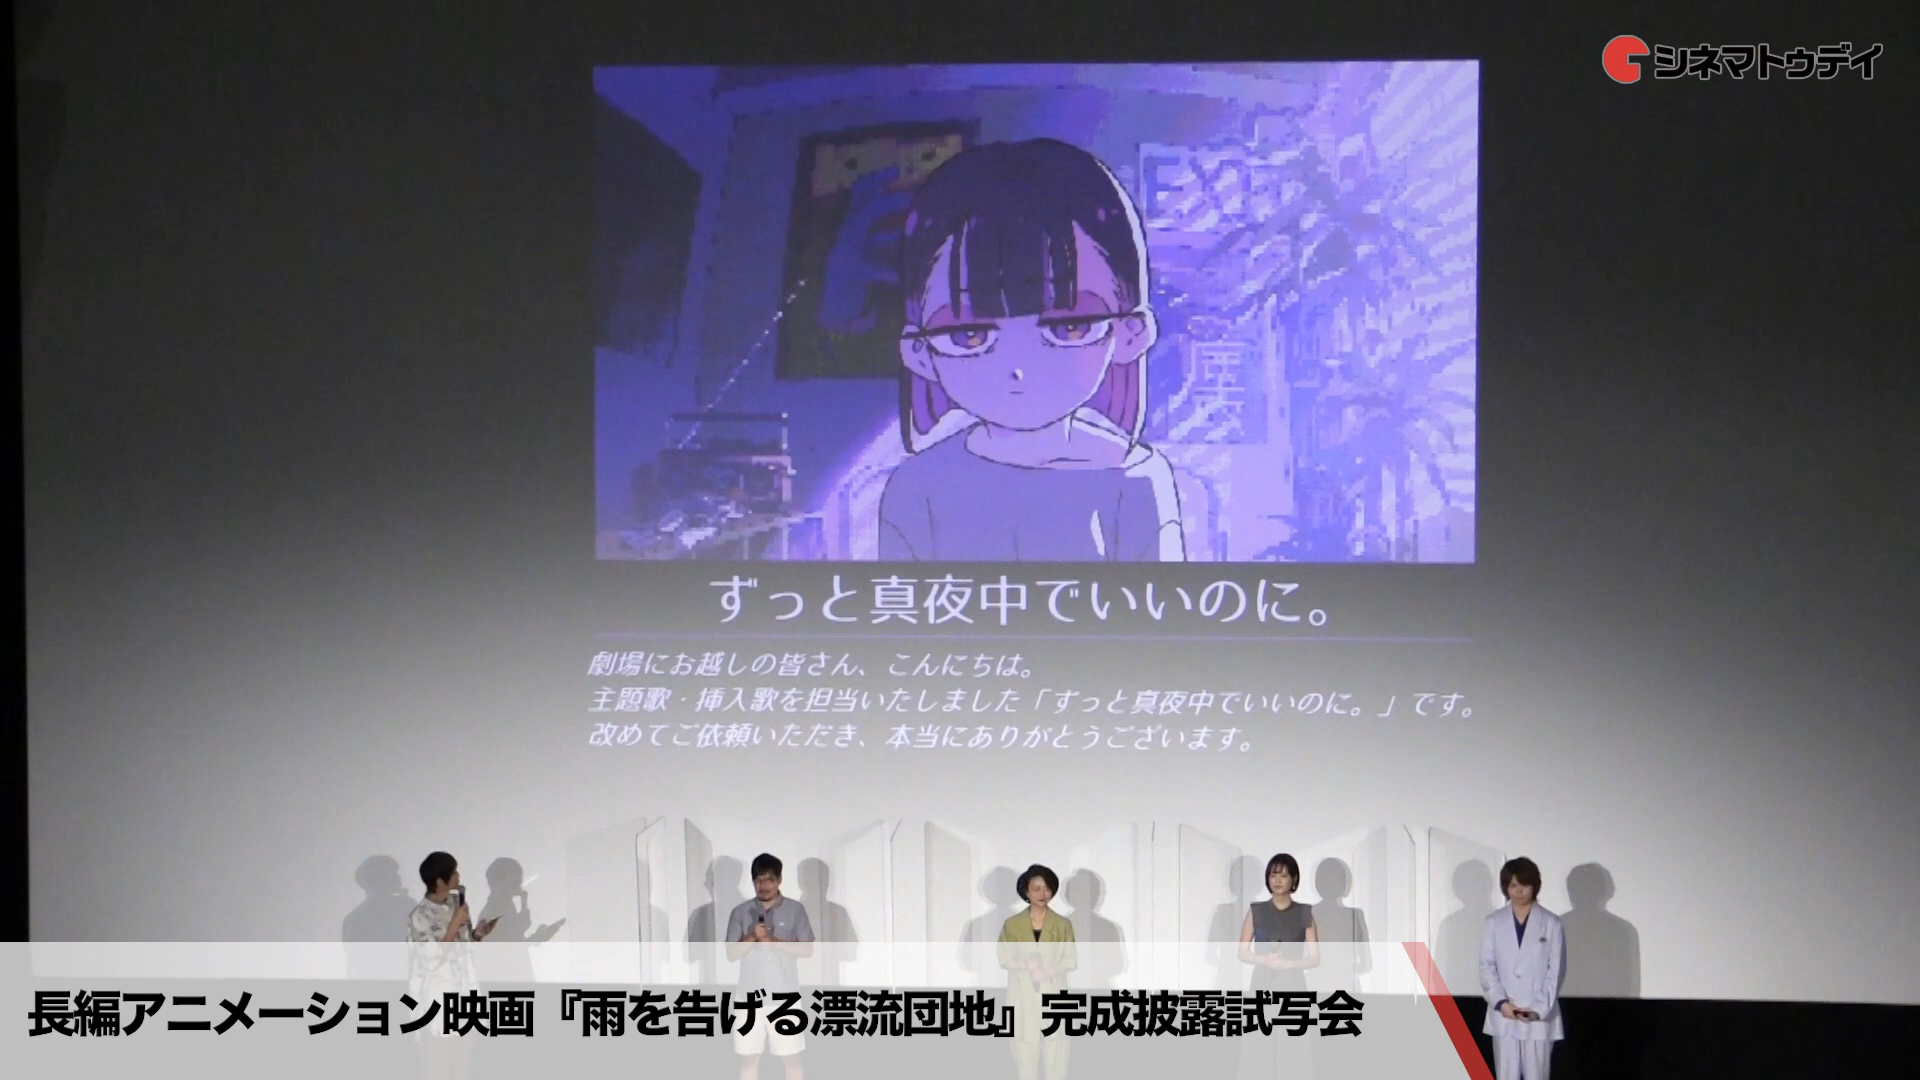 シネマトゥデイ
ずっと真夜中でいいのに。
劇場にお越しの皆さん、こんにちは。
主題歌・挿入歌を担当いたしました「ずっと真夜中でいいのに。」です。
改めてご依頼いただき、本当にありがとうございます。
長編アニメーション映画『雨を告げる漂流団地』完成披露試写会